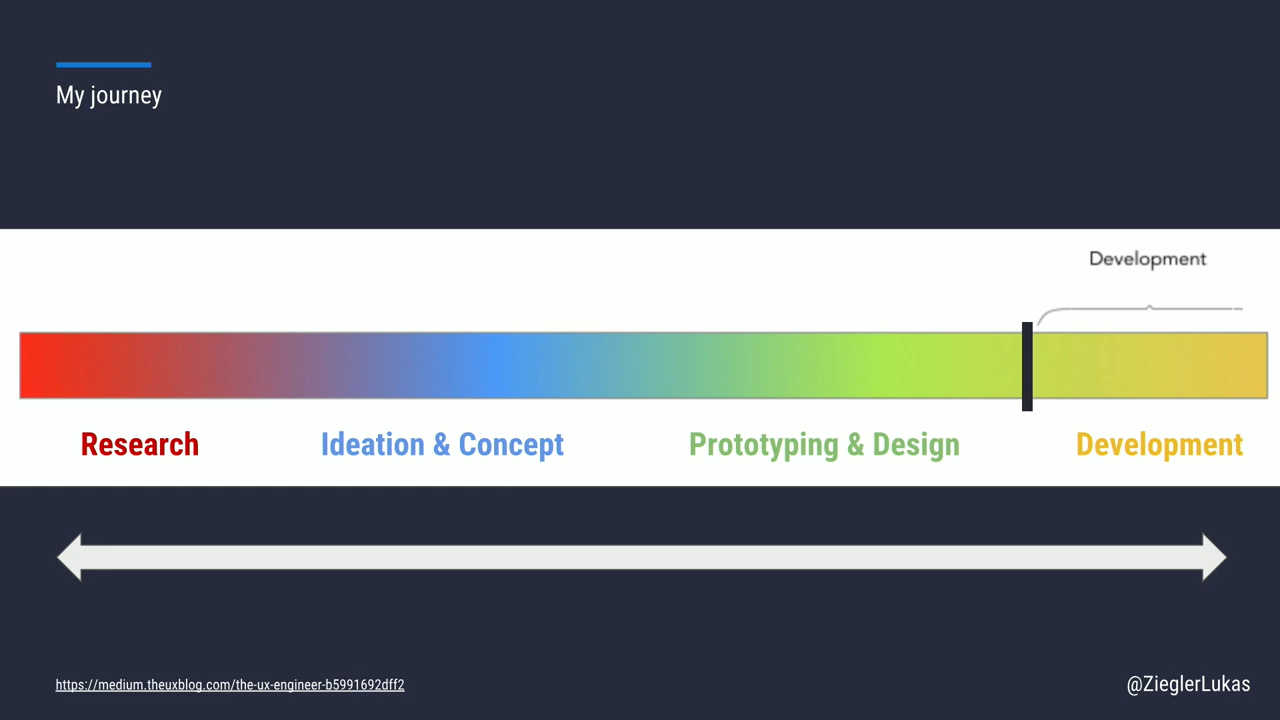 My journey
Development
Research
Ideation & Concept
Prototyping & Design
Development
https://medium.theuxblog.com/the-ux-engineer-b5991692dff2
@ZieglerLukas